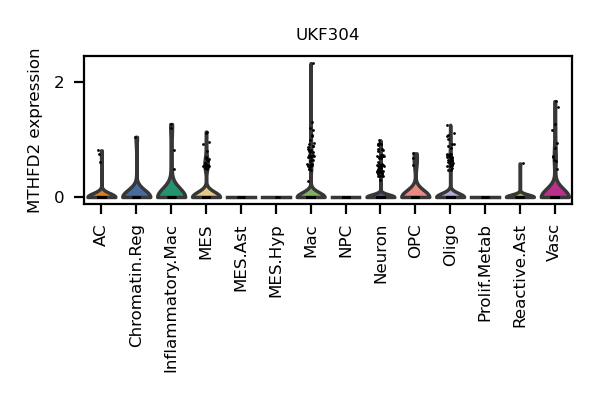 UKF304
MTHFD2 expression
2
0
AC
Chromatin.Reg
Inflammatory.Mac
MES
MES.Ast
MES.Hyp
Mac
NPC
Neuron
OPC
Oligo
Prolif.Metab
Reactive.Ast
Vasc